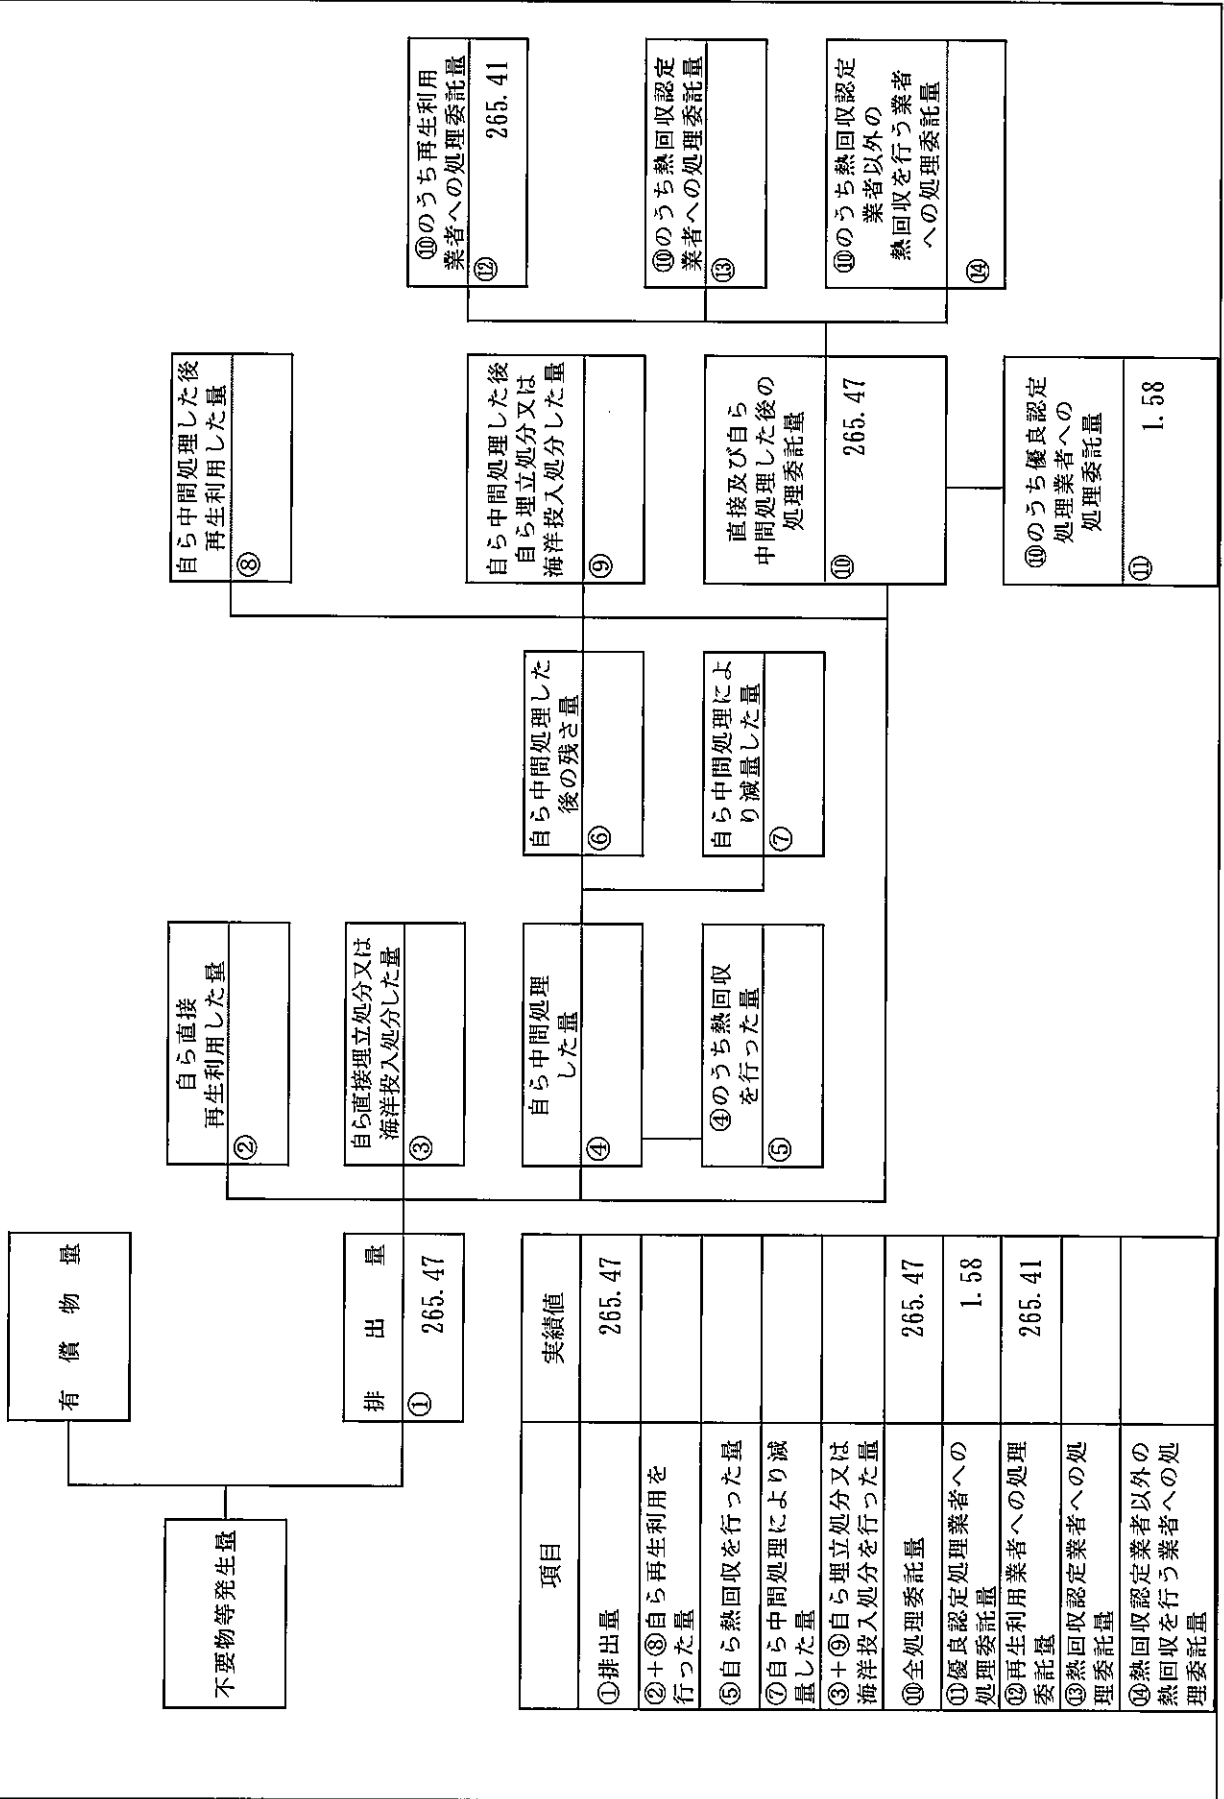 不要物等発生量
有償物量
排出量
① 265.47
自ら直接
再生利用した量
②
自ら直接埋立処分又は
海洋投入処分した量
③
自ら中間処理
した量
④
④のうち熱回収
を行った量
⑤
自ら中間処理した
後の残さ量
⑥
自ら中間処理によ
り減量した量
⑦
自ら中間処理した後
再生利用した量
⑧
自ら中間処理した後
自ら埋立処分又は
海洋投入処分した量
⑨
直接及び自ら
中間処理した後の
処理委託量
⑩ 265.47
⑩のうち優良認定
処理業者への
処理委託量
⑪ 1.58
⑩のうち再生利用
業者への処理委託量
⑫ 265.41
⑩のうち熱回収認定
業者への処理委託量
⑬
⑩のうち熱回収認定
業者以外の
熱回収を行う業者
への処理委託量
⑭
項目 実績値
①排出量 265.47
②+⑧自ら再生利用を
行った量
⑤自ら熱回収を行った量
⑦自ら中間処理により減
量した量
③+⑨自ら埋立処分又は
海洋投入処分を行った量
⑩全処理委託量 265.47
⑪優良認定処理業者への
処理委託量 1.58
⑫再生利用業者への処理
委託量 265.41
⑬熱回収認定業者への処
理委託量
⑭熱回収認定業者以外の
熱回収を行う業者への処
理委託量